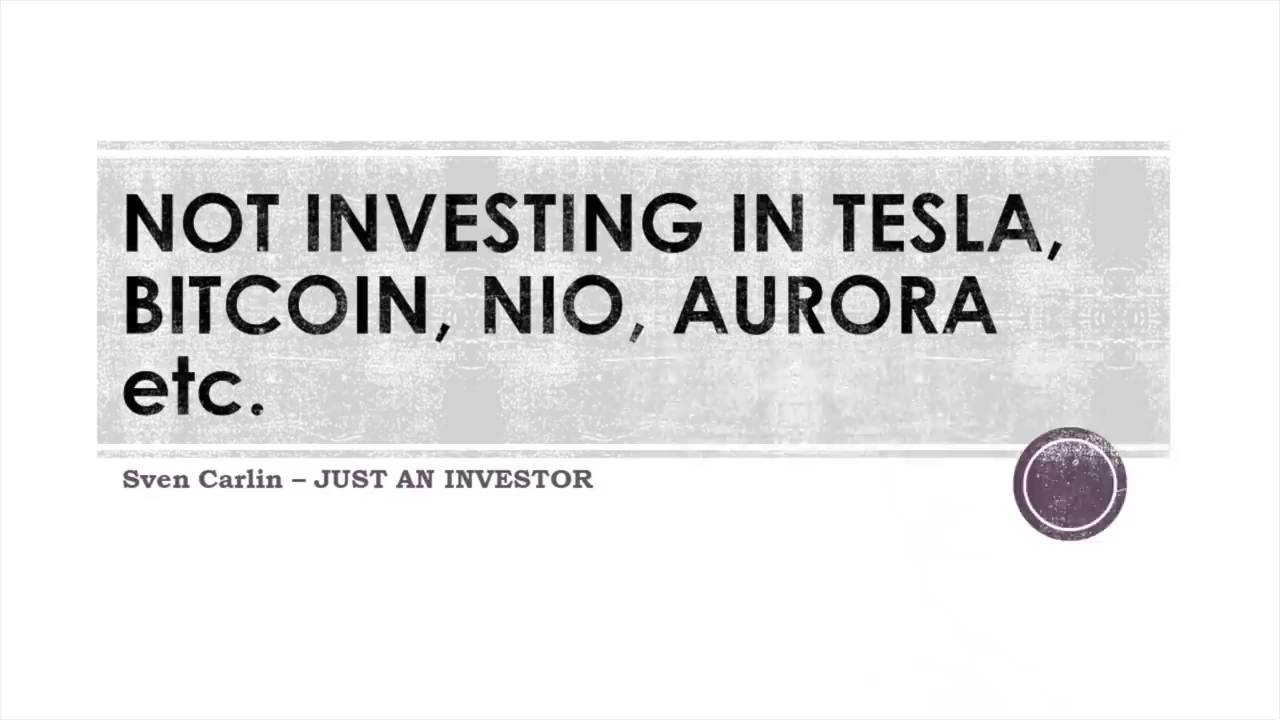 NOT INVESTING IN TESLA,
BITCOIN, NIO, AURORA
etc.
Sven Carlin – JUST AN INVESTOR